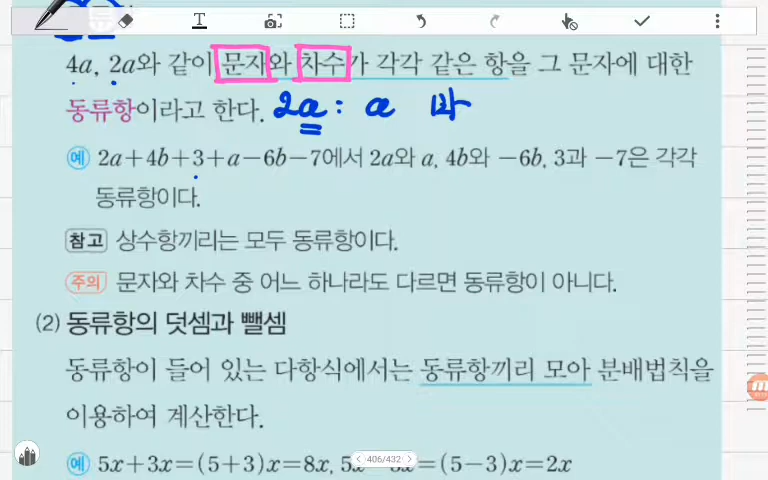 4a, 2a와 같이 문자와 차수가 각각 같은 항을 그 문자에 대한
동류항이라고 한다. 2a : a
예 2a+4b+3+a-6b-7에서 2a와 a, 4b와 -6b, 3과 -7은 각각
동류항이다.
참고 상수항끼리는 모두 동류항이다.
주의 문자와 차수 중 어느 하나라도 다르면 동류항이 아니다.
(2) 동류항의 덧셈과 뺄셈
동류항이 들어 있는 다항식에서는 동류항끼리 모아 분배법칙을
이용하여 계산한다.
406/432
예 5x+3x=(5+3)x=8x, =(5-3)x=2x